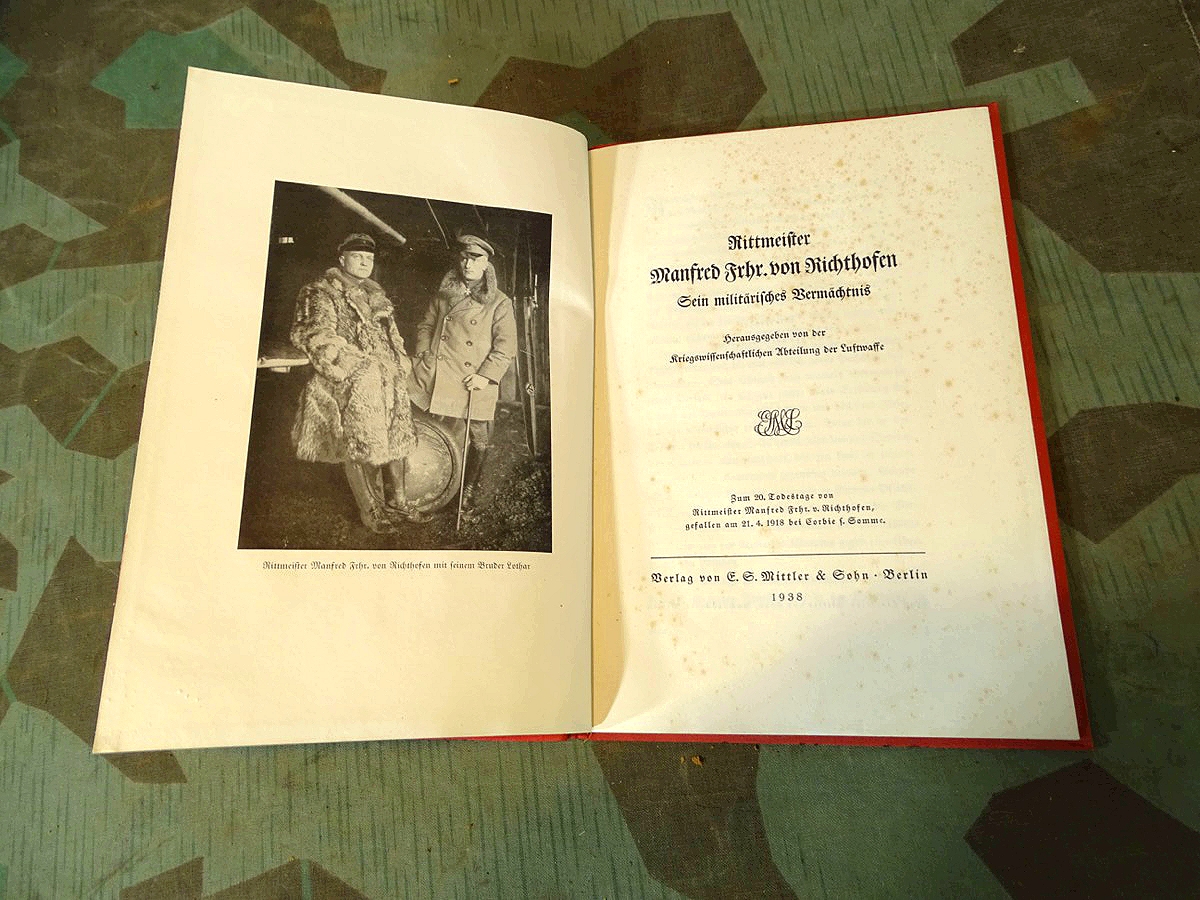 Rittmeister Manfred Frhr. von Richthofen mit seinem Bruder Lothar
Rittmeister
Manfred Frhr. von Richthofen
Sein militärisches Vermächtnis
Herausgegeben von der
Kriegswissenschaftlichen Abteilung der Luftwaffe
Zum 20. Todestage von
Rittmeister Manfred Frhr. v. Richthofen,
gefallen am 21. 4. 1918 bei Corbie s. Somme.
Verlag von E. S. Mittler & Sohn · Berlin
1938